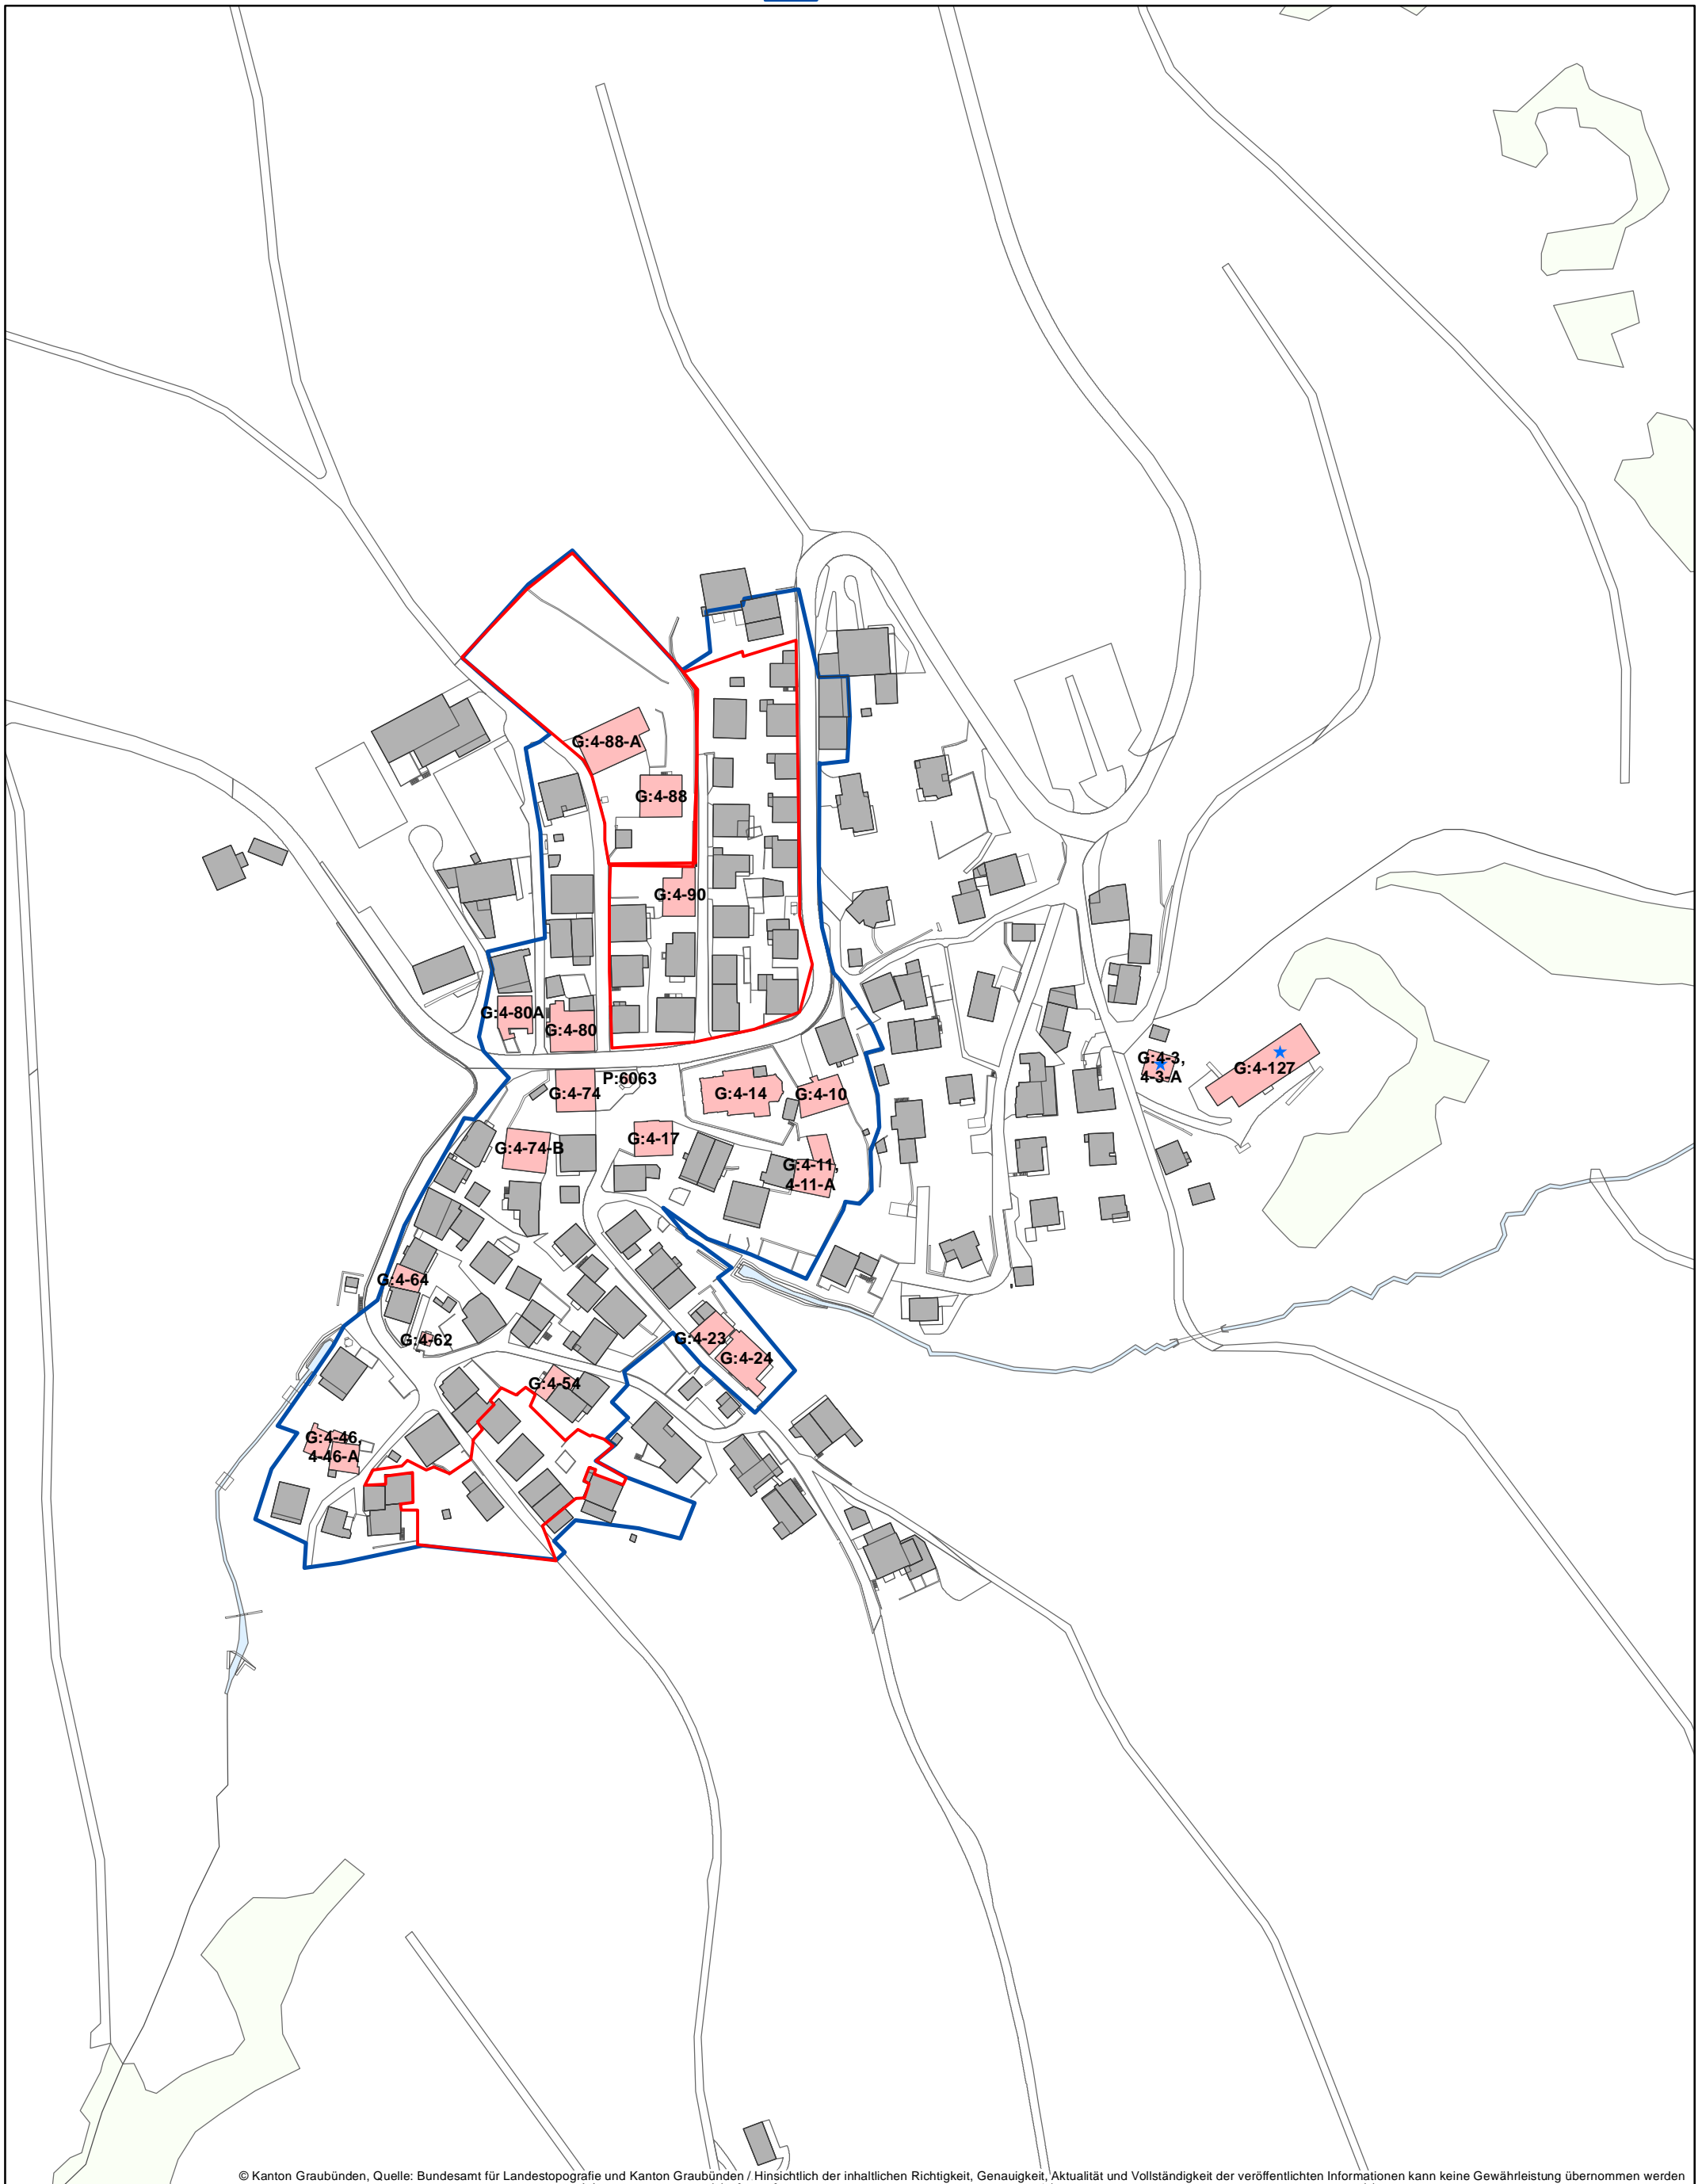 G:4-88-A
G:4-88
G:4-90
G:4-80A
G:4-80
G:4-3,
4-3-A
G:4-127
P:6063
G:4-74
G:4-14
G:4-10
G:4-17
G:4-74-B
G:4-11,
4-11-A
G:4-64
G:4-62
G:4-23
G:4-24
G:4-54
G:4-46,
4-46-A
© Kanton Graubünden, Quelle: Bundesamt für Landestopografie und Kanton Graubünden / Hinsichtlich der inhaltlichen Richtigkeit, Genauigkeit, Aktualität und Vollständigkeit der veröffentlichten Informationen kann keine Gewährleistung übernommen werden